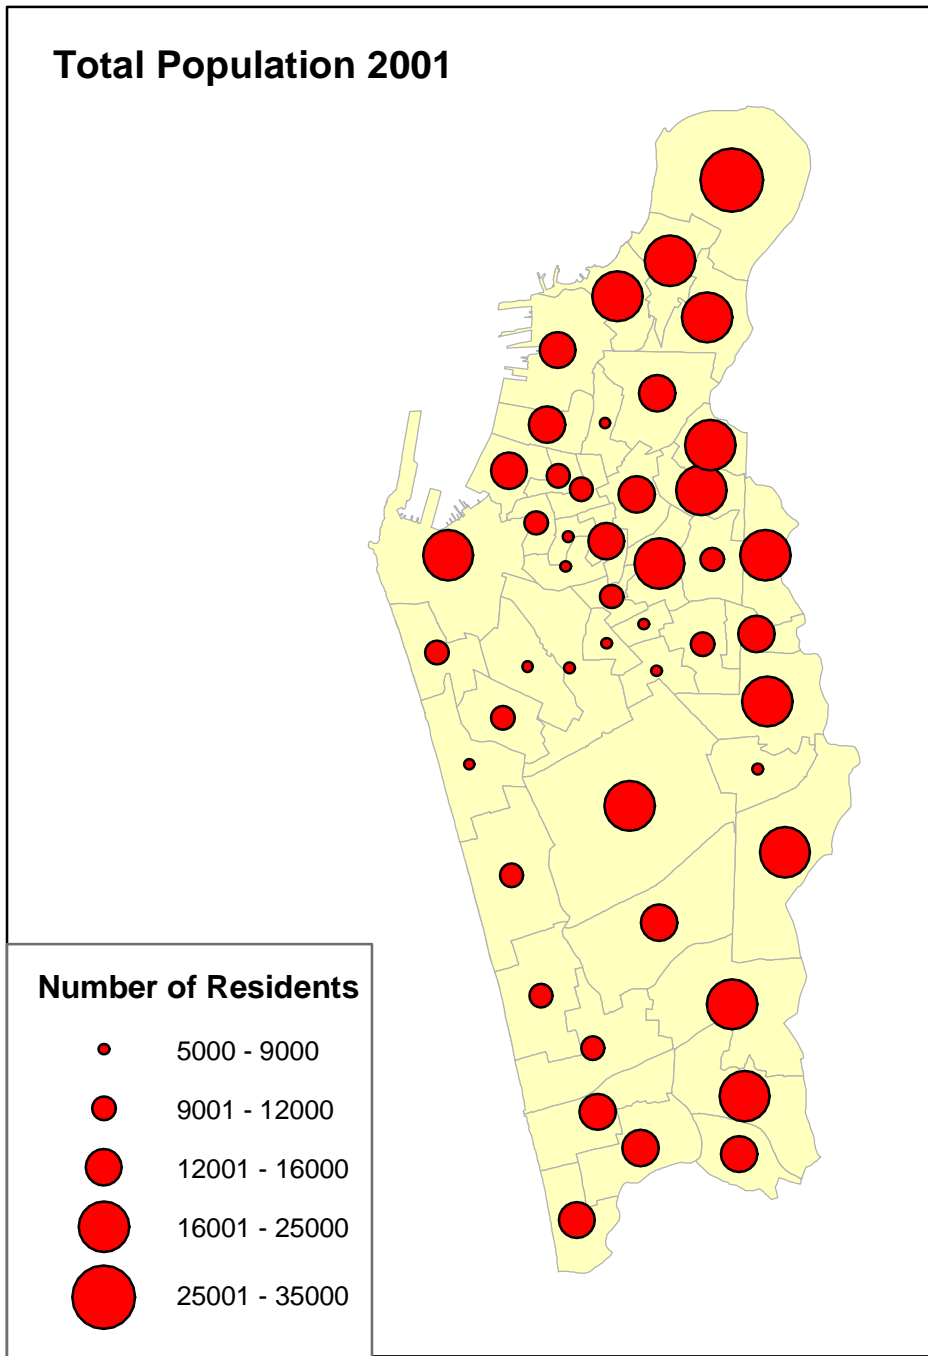 Total Population 2001
Number of Residents
5000 - 9000
9001 - 12000
12001 - 16000
16001 - 25000
25001 - 35000